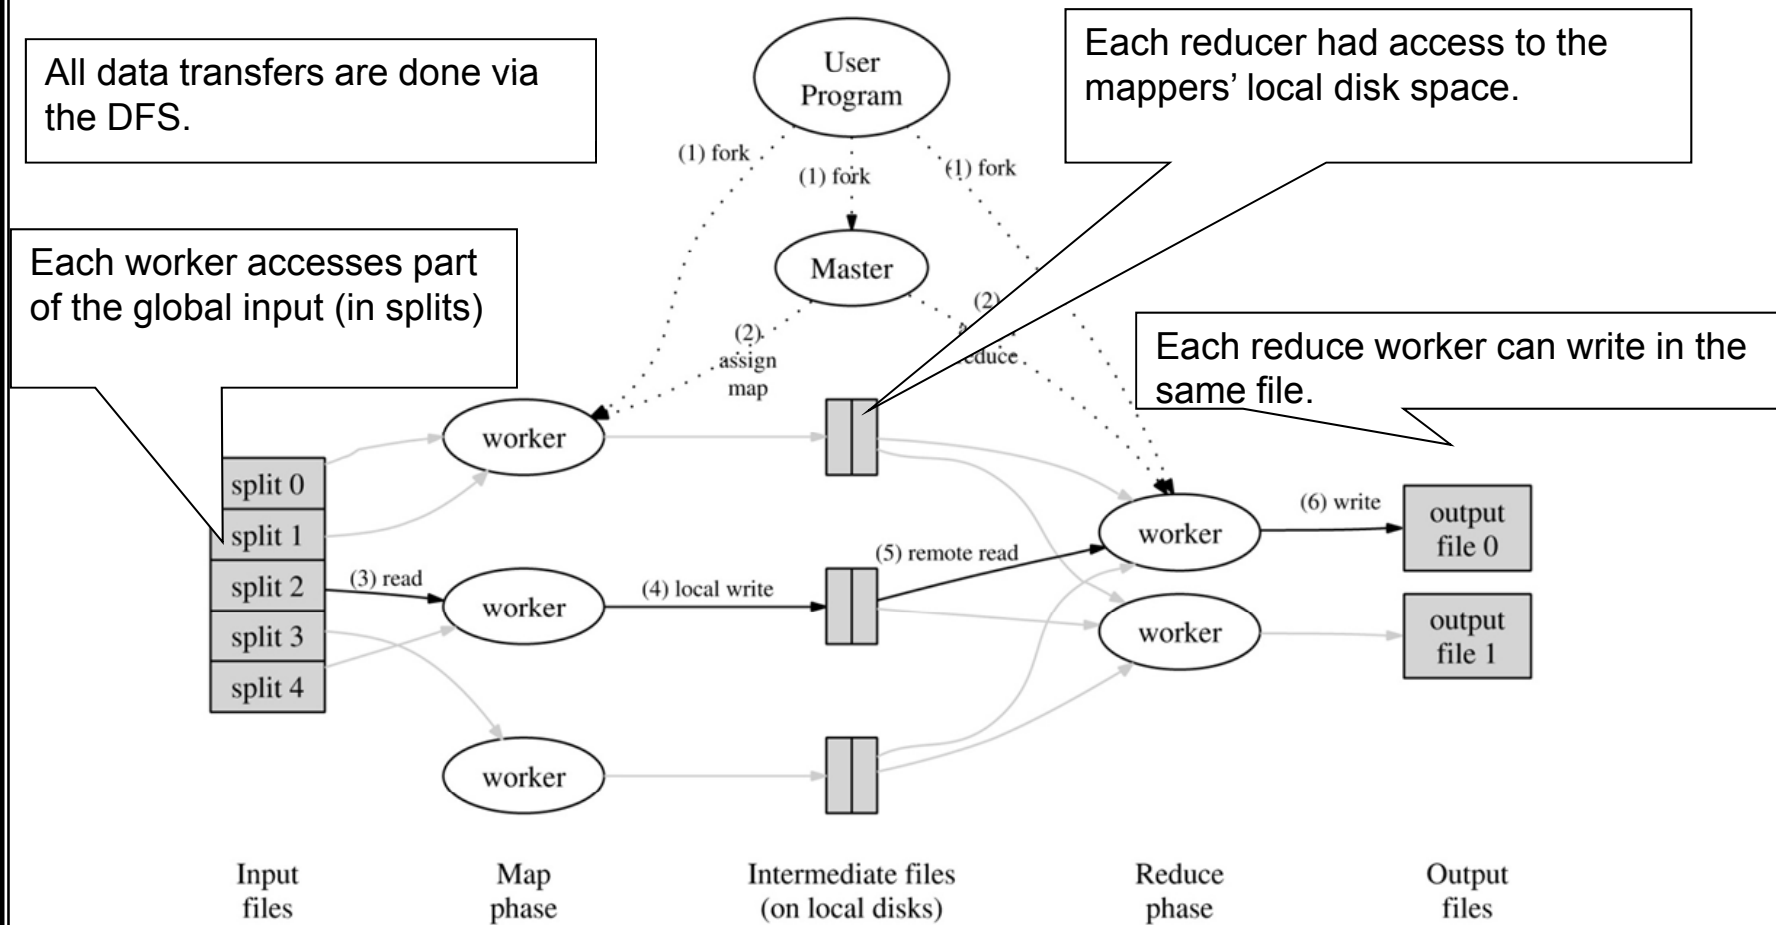 All data transfers are done via
the DFS.
Each reducer had access to the
mappers’ local disk space.
User
Program
(1) fork
(1) fork
(1) fork
Each worker accesses part
of the global input (in splits)
Master
(2)
assign
map
(2)
Each reduce worker can write in the
same file.
worker
split 0
split 1
split 2
split 3
split 4
(3) read
worker
(4) local write
(5) remote read
worker
(6) write
output
file 0
worker
output
file 1
worker
Input
files
Map
phase
Intermediate files
(on local disks)
Reduce
phase
Output
files